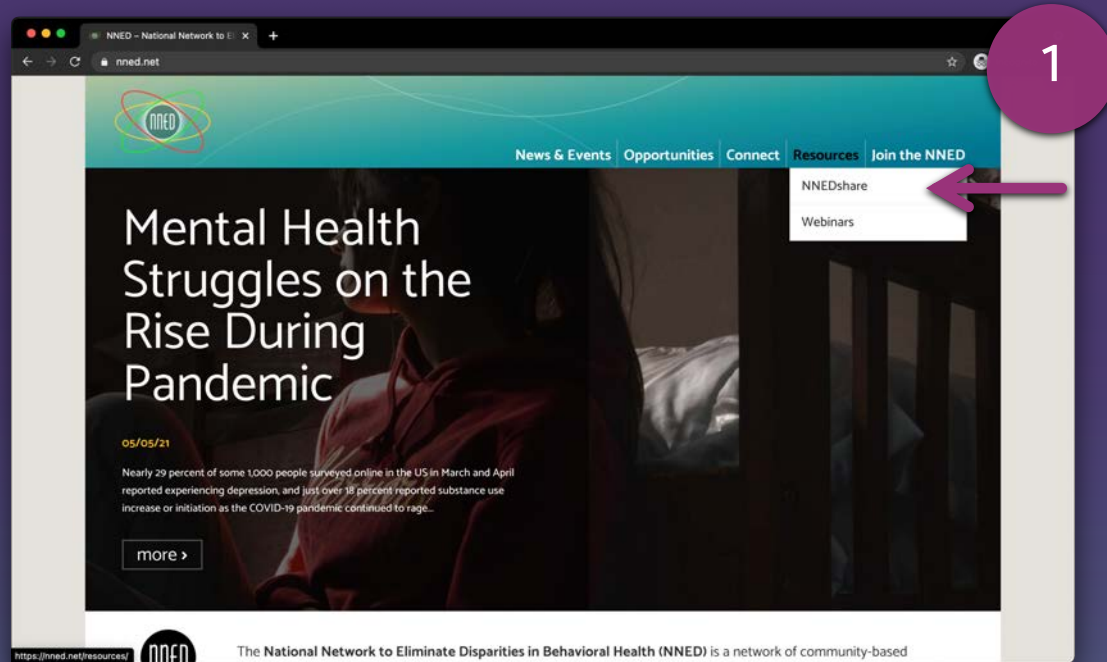 NNED – National Network to El
nned.net
1
nned
News & Events Opportunities Connect Resources Join the NNED
NNEDshare
Webinars
Mental Health
Struggles on the
Rise During
Pandemic
05/05/21
Nearly 29 percent of some 1,000 people surveyed online in the US in March and April
reported experiencing depression, and just over 18 percent reported substance use
increase or initiation as the COVID-19 pandemic continued to rage...
more ›
nned
The National Network to Eliminate Disparities in Behavioral Health (NNED) is a network of community-based
https://nned.net/resources/